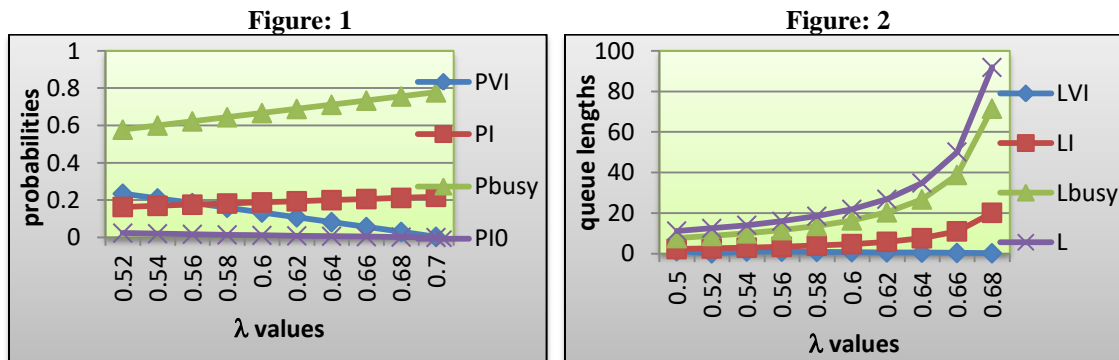 Figure: 1
1
0.8
0.6
0.4
0.2
0
probabilities
0.52
0.54
0.56
0.58
0.6
0.62
0.64
0.66
0.68
0.7
λ values
PVI
PI
Pbusy
PI0
Figure: 2
100
80
60
40
20
0
queue lengths
0.5
0.52
0.54
0.56
0.58
0.6
0.62
0.64
0.66
0.68
λ values
LVI
LI
Lbusy
L